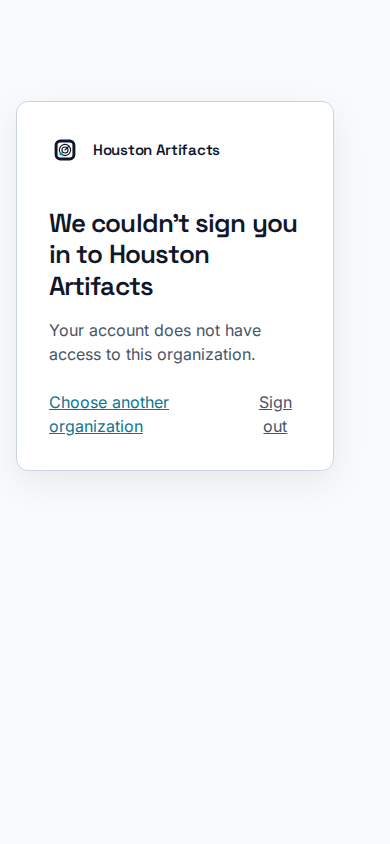 Houston Artifacts
We couldn’t sign you
in to Houston
Artifacts
Your account does not have
access to this organization.
Choose another
organization
Sign
out